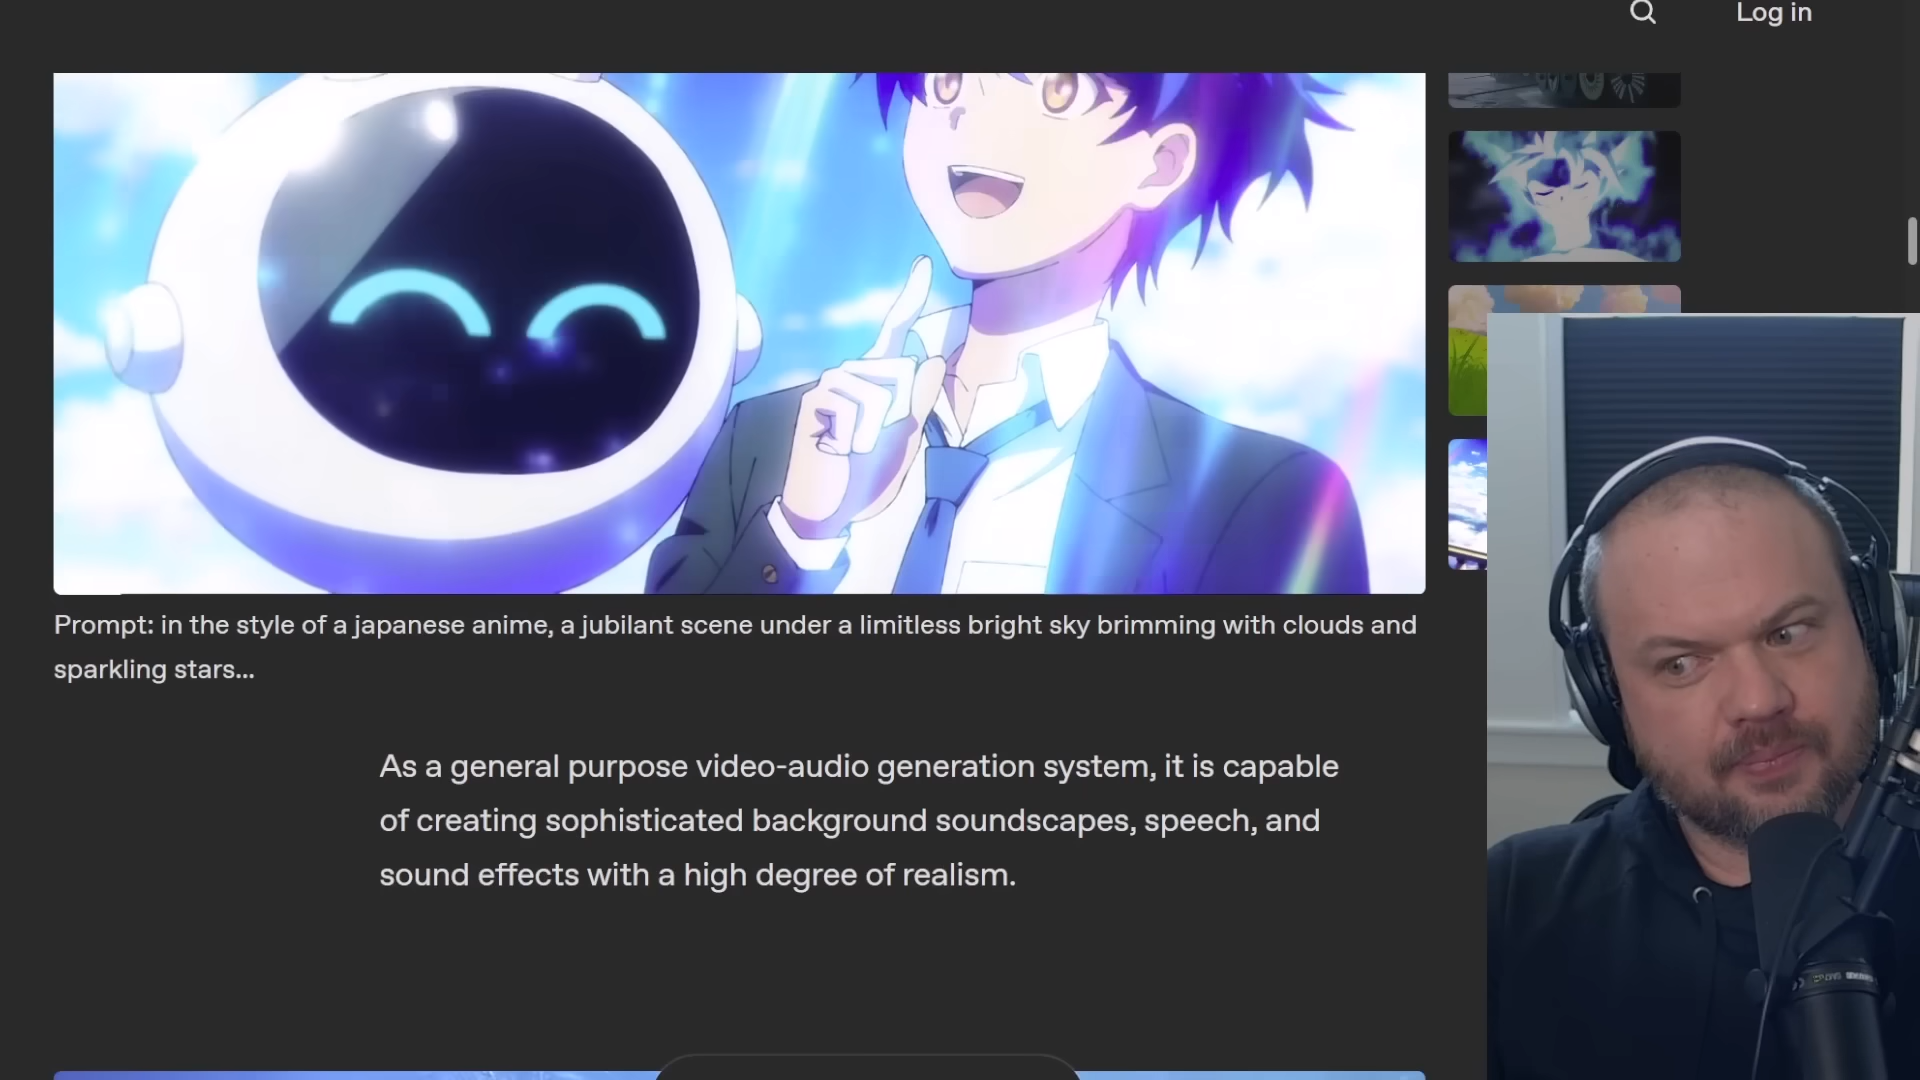 Log in
Prompt: in the style of a japanese anime, a jubilant scene under a limitless bright sky brimming with clouds and
sparkling stars...
As a general purpose video-audio generation system, it is capable
of creating sophisticated background soundscapes, speech, and
sound effects with a high degree of realism.